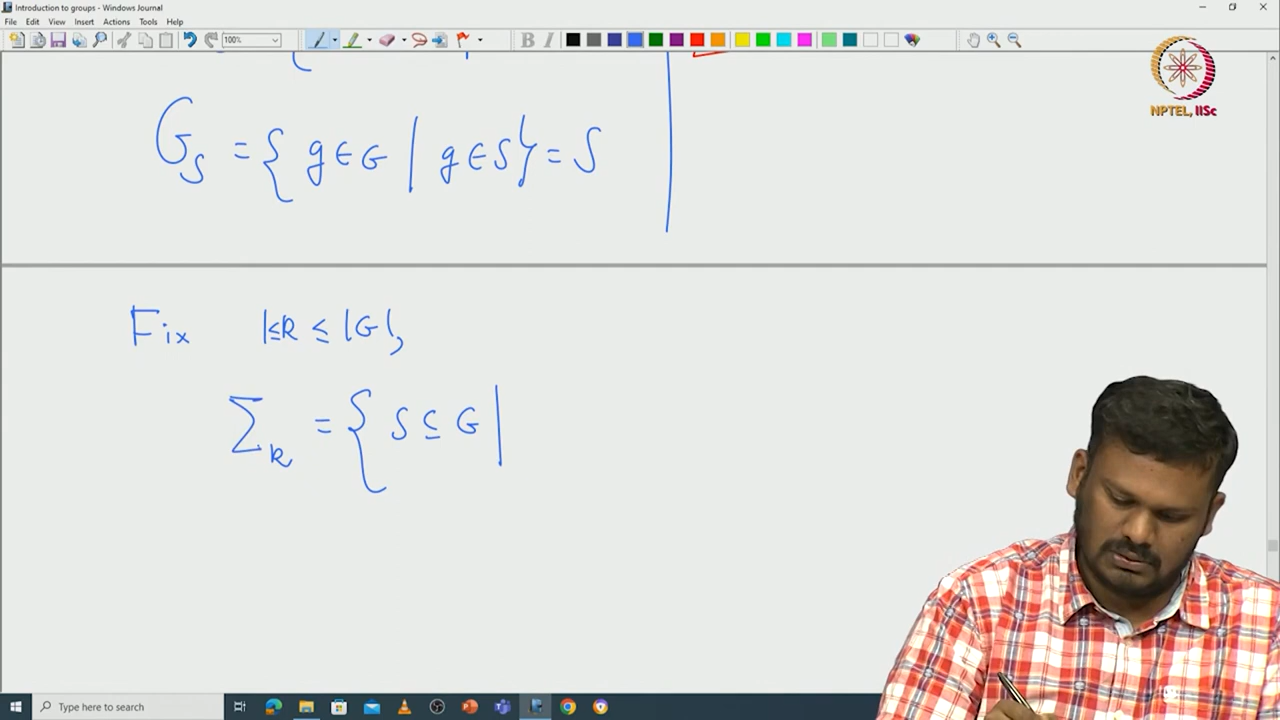 Introduction to groups - Windows Journal
File Edit View Insert Actions Tools Help
100%
B I
NPTEL, IISc
G_S = { g ∈ G | g ∈ S } = S
Fix 1 ≤ k ≤ |G|,
Σ_k = { S ⊆ G |
Type here to search